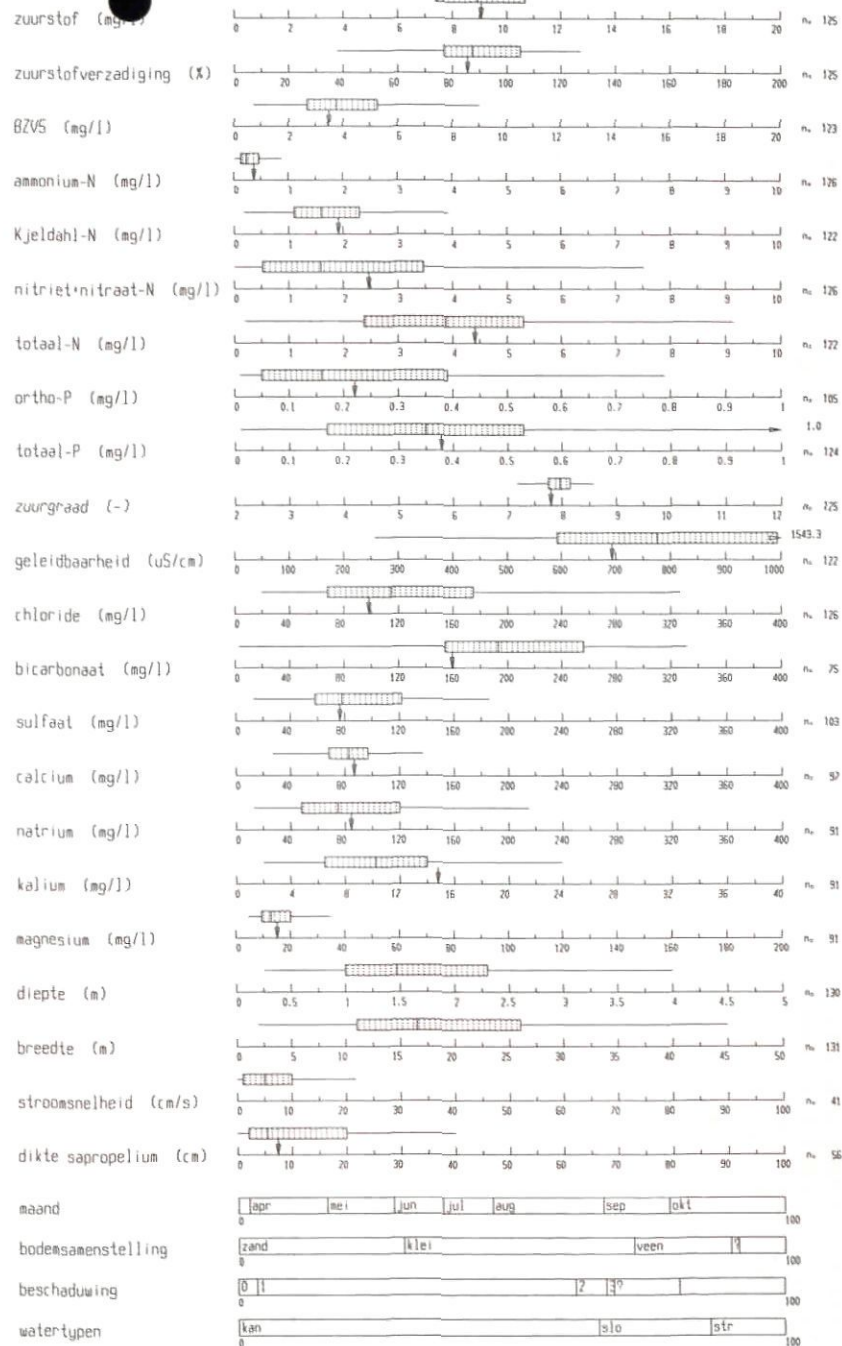 zuurstof (mg/l) 0 8 10 12 14 16 18 20 n= 125
zuurstofverzadiging (%) 0 20 40 60 80 100 120 140 160 180 200 n= 125
BZV5 (mg/l) 0 2 4 6 8 10 12 14 16 18 20 n= 123
ammonium-N (mg/l) 0 1 2 3 4 5 6 7 8 9 10 n= 126
Kjeldahl-N (mg/l) 0 1 2 3 4 5 6 7 8 9 10 n= 122
nitriet+nitraat-N (mg/l) 0 1 2 3 4 5 6 7 8 9 10 n= 126
totaal-N (mg/l) 0 1 2 3 4 5 6 7 8 9 10 n= 122
ortho-P (mg/l) 0 0.1 0.2 0.3 0.4 0.5 0.6 0.7 0.8 0.9 1 n= 105
1.0
totaal-P (mg/l) 0 0.1 0.2 0.3 0.4 0.5 0.6 0.7 0.8 0.9 1 n= 124
zuurgraad (-) 2 3 4 5 6 7 8 9 10 11 12 n= 125
1543.3
geleidbaarheid (uS/cm) 0 100 200 300 400 500 600 700 800 900 1000 n= 122
chloride (mg/l) 0 40 80 120 160 200 240 280 320 360 400 n= 126
bicarbonaat (mg/l) 0 40 80 120 160 200 240 280 320 360 400 n= 75
sulfaat (mg/l) 0 40 80 120 160 200 240 280 320 360 400 n= 103
calcium (mg/l) 0 40 80 120 160 200 240 280 320 360 400 n= 92
natrium (mg/l) 0 40 80 120 160 200 240 280 320 360 400 n= 91
kalium (mg/l) 0 4 8 12 16 20 24 28 32 36 40 n= 91
magnesium (mg/l) 20 40 60 80 100 120 140 160 180 200 n= 91
diepte (m) 0 0.5 1 1.5 2 2.5 3 3.5 4 4.5 5 n= 130
breedte (m) 0 5 10 15 20 25 30 35 40 45 50 n= 131
stroomsnelheid (cm/s) 0 10 20 30 40 50 60 70 80 90 100 n= 41
dikte sapropelium (cm) 10 20 30 40 50 60 70 80 90 100 n= 56
maand apr mei jun jul aug sep okt
0 100
bodemsamenstelling zand klei veen ?
0 100
beschaduwing 0 1 2 3?
0 100
watertypen kan slo str
0 100